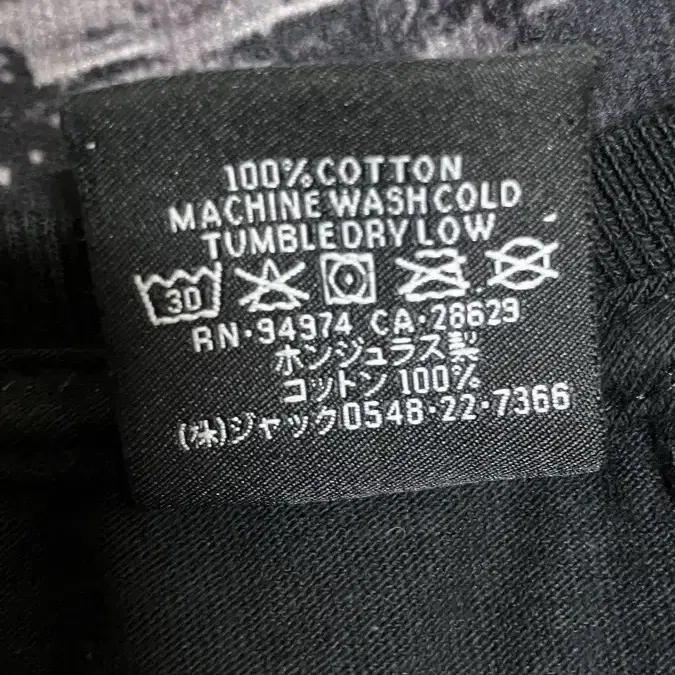 100% COTTON
MACHINE WASH COLD
TUMBLE DRY LOW
30
RN·94974 CA·28629
ホンジュラス製
コットン 100%
(株)ジャック0548·22·7366